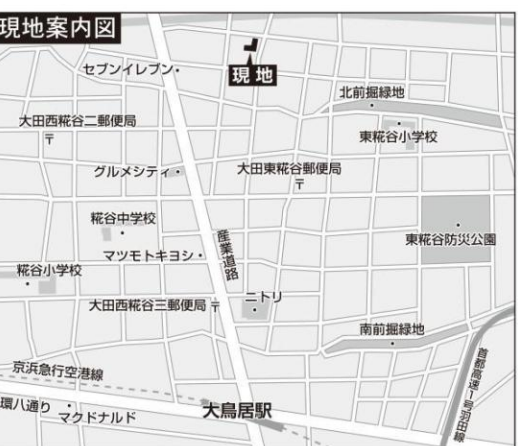 現地案内図
セブンイレブン
現地
北前掘緑地
大田西糀谷二郵便局
〒
東糀谷小学校
グルメシティ
大田東糀谷郵便局
〒
糀谷中学校
産業道路
東糀谷防災公園
マツモトキヨシ
糀谷小学校
ニトリ
大田西糀谷三郵便局
〒
南前掘緑地
首都高速1号羽田線
京浜急行空港線
環八通り
マクドナルド
大鳥居駅